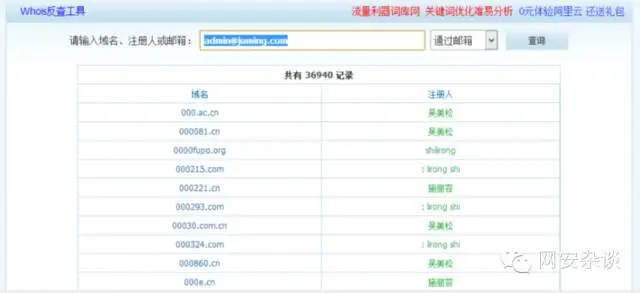 Whois反查工具 流量利器词库网 关键词优化难易分析 0元体验阿里云 还送礼包
请输入域名、注册人或邮箱： admin@juming.com 通过邮箱 查询
共有 36940 记录
域名 注册人
000.ac.cn 吴美松
000081.cn 吴美松
0000fupo.org shilirong
000215.com : lirong shi
000221.cn 施丽容
000293.com : lirong shi
00030.com.cn 吴美松
000324.com : lirong shi
000860.cn 吴美松
000e.cn 施丽容
网安杂谈